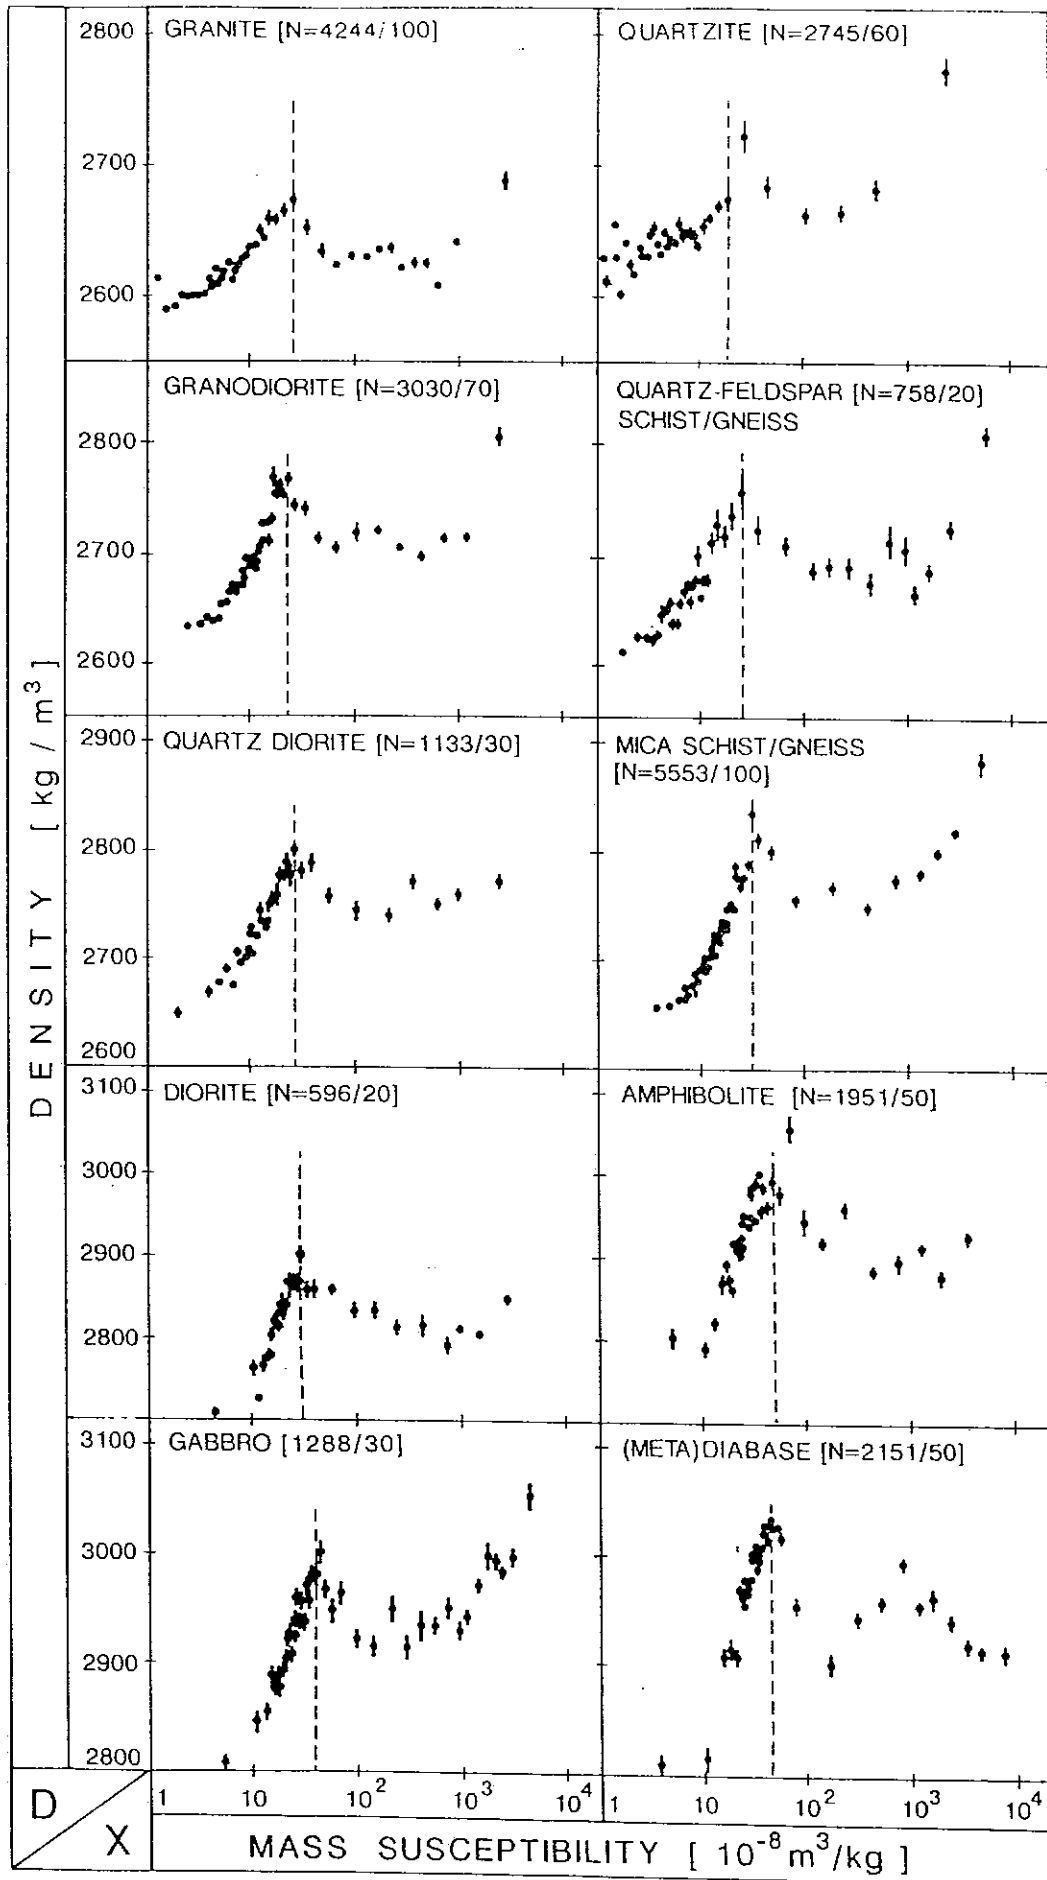 2800
GRANITE [N=4244/100]
QUARTZITE [N=2745/60]
2700
2600
GRANODIORITE [N=3030/70]
QUARTZ-FELDSPAR [N=758/20]
SCHIST/GNEISS
2800
2700
2600
2900
QUARTZ DIORITE [N=1133/30]
MICA SCHIST/GNEISS
[N=5553/100]
2800
2700
2600
3100
DIORITE [N=596/20]
AMPHIBOLITE [N=1951/50]
3000
2900
2800
3100
GABBRO [1288/30]
(META)DIABASE [N=2151/50]
3000
2900
2800
DENSITY [kg/m³]
1 10 10² 10³ 10⁴
1 10 10² 10³ 10⁴
D/X
MASS SUSCEPTIBILITY [10⁻⁸m³/kg]